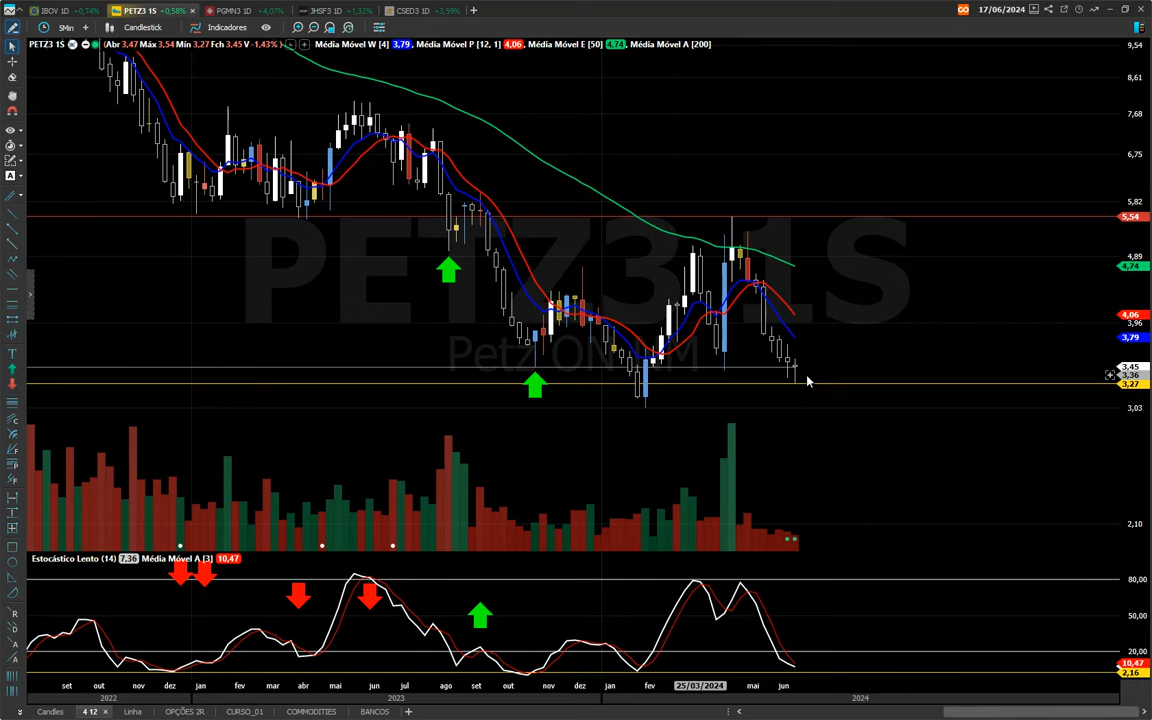 IBOV 1D +0,74% PETZ3 1S +0,58% × PGMN3 1D +4,07% JHSF3 1D +1,32% CSED3 1D +3,59% +
17/06/2024
5Min Candlestick Indicadores
PETZ3 1S (Abr 3,47 Máx 3,54 Mín 3,27 Fch 3,45 V -1,43% ) Média Móvel W [4] 3,79 , Média Móvel P [12, 1] 4,06 , Média Móvel E [50] 4,74 , Média Móvel A [200]
9,54
8,61
7,68
6,75
5,82
5,54
4,89
4,74
4,06
3,96
3,79
3,45
3,36
3,27
3,03
2,10
PETZ3 1S
Petz ON NM
Estocástico Lento (14) 7,36 Média Móvel A [3] 10,47
80,00
50,00
20,00
10,47
2,16
set out nov dez jan fev mar abr mai jun jul ago set out nov dez jan fev 25/03/2024 mai jun
2022 2023 2024
Candles 4 12 Linha OPÇÕES 2R CURSO_01 COMMODITIES BANCOS +